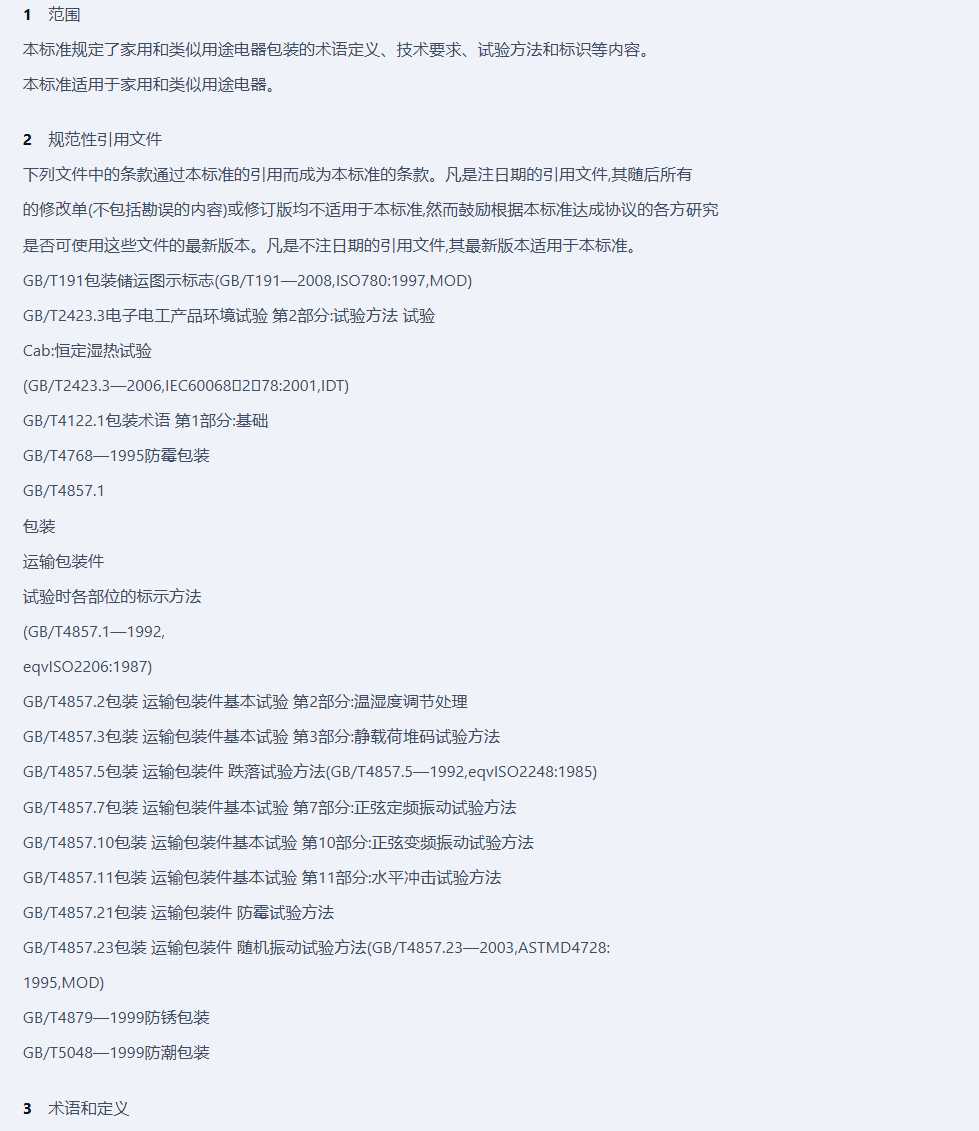 1 范围
本标准规定了家用和类似用途电器包装的术语定义、技术要求、试验方法和标识等内容。
本标准适用于家用和类似用途电器。
2 规范性引用文件
下列文件中的条款通过本标准的引用而成为本标准的条款。凡是注日期的引用文件,其随后所有
的修改单(不包括勘误的内容)或修订版均不适用于本标准,然而鼓励根据本标准达成协议的各方研究
是否可使用这些文件的最新版本。凡是不注日期的引用文件,其最新版本适用于本标准。
GB/T191包装储运图示标志(GB/T191—2008,ISO780:1997,MOD)
GB/T2423.3电子电工产品环境试验 第2部分:试验方法 试验
Cab:恒定湿热试验
(GB/T2423.3—2006,IEC60068▯2▯78:2001,IDT)
GB/T4122.1包装术语 第1部分:基础
GB/T4768—1995防霉包装
GB/T4857.1
包装
运输包装件
试验时各部位的标示方法
(GB/T4857.1—1992,
eqvISO2206:1987)
GB/T4857.2包装 运输包装件基本试验 第2部分:温湿度调节处理
GB/T4857.3包装 运输包装件基本试验 第3部分:静载荷堆码试验方法
GB/T4857.5包装 运输包装件 跌落试验方法(GB/T4857.5—1992,eqvISO2248:1985)
GB/T4857.7包装 运输包装件基本试验 第7部分:正弦定频振动试验方法
GB/T4857.10包装 运输包装件基本试验 第10部分:正弦变频振动试验方法
GB/T4857.11包装 运输包装件基本试验 第11部分:水平冲击试验方法
GB/T4857.21包装 运输包装件 防霉试验方法
GB/T4857.23包装 运输包装件 随机振动试验方法(GB/T4857.23—2003,ASTMD4728:
1995,MOD)
GB/T4879—1999防锈包装
GB/T5048—1999防潮包装
3 术语和定义